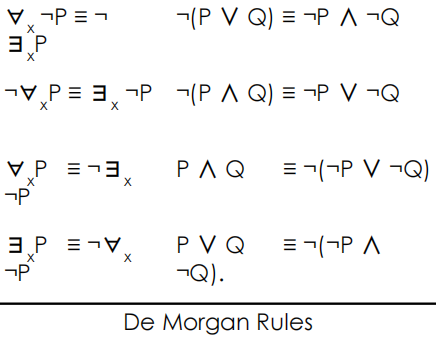 ∀ₓ ¬P ≡ ¬ ¬(P ∨ Q) ≡ ¬P ∧ ¬Q
∃ₓP
¬∀ₓP ≡ ∃ₓ ¬P ¬(P ∧ Q) ≡ ¬P ∨ ¬Q
∀ₓP ≡ ¬∃ₓ P ∧ Q ≡ ¬(¬P ∨ ¬Q)
¬P
∃ₓP ≡ ¬∀ₓ P ∨ Q ≡ ¬(¬P ∧
¬P ¬Q).
De Morgan Rules